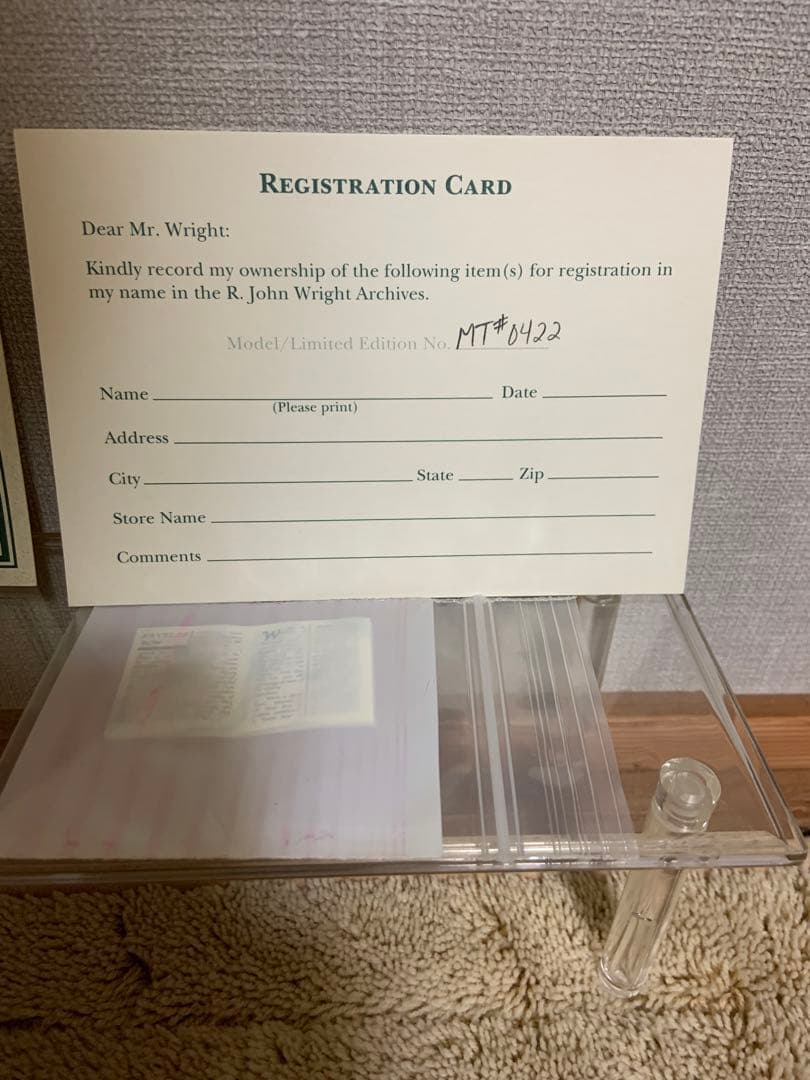 REGISTRATION CARD
Dear Mr. Wright:
Kindly record my ownership of the following item(s) for registration in
my name in the R. John Wright Archives.
Model/Limited Edition No. MT#0422
Name Date
(Please print)
Address
City State Zip
Store Name
Comments
W